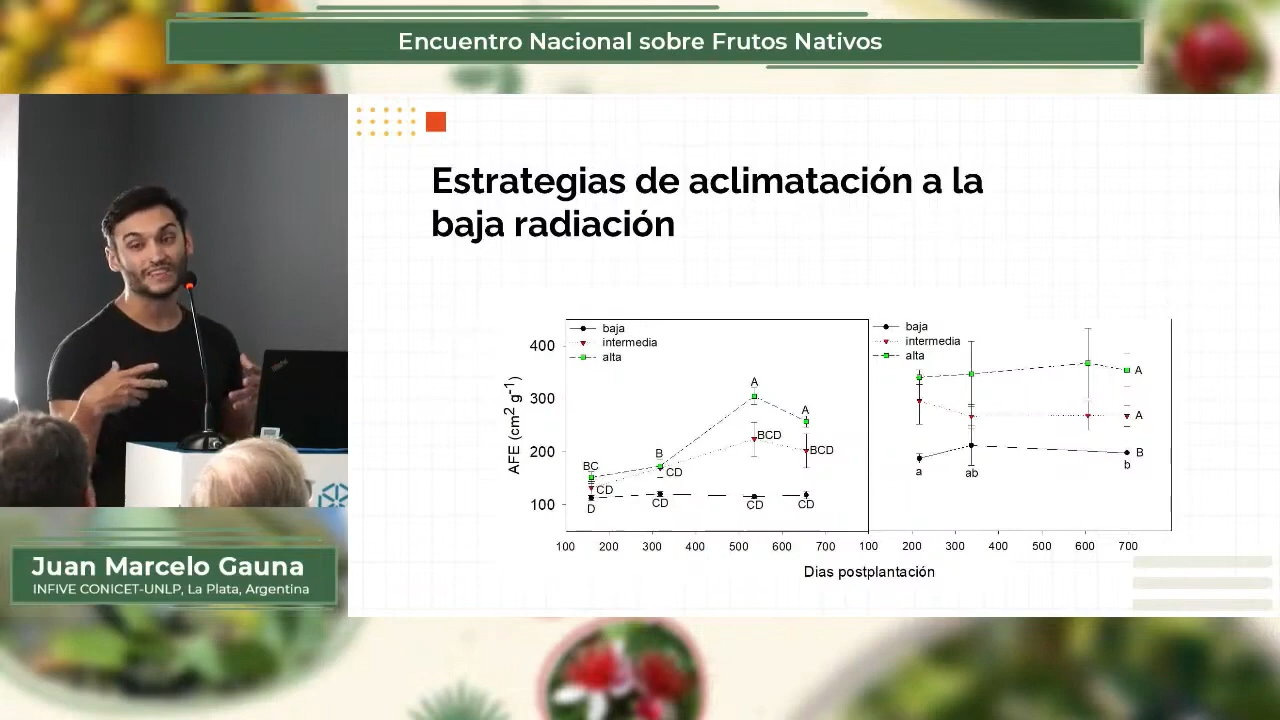 Encuentro Nacional sobre Frutos Nativos
Estrategias de aclimatación a la
baja radiación
baja
intermedia
alta
baja
intermedia
alta
AFE (cm² g⁻¹)
400
300
200
100
BC
CD
D
B
CD
CD
A
BCD
CD
A
BCD
CD
a
ab
A
A
B
b
100 200 300 400 500 600 700 100 200 300 400 500 600 700
Dias postplantación
Juan Marcelo Gauna
INFIVE CONICET-UNLP, La Plata, Argentina